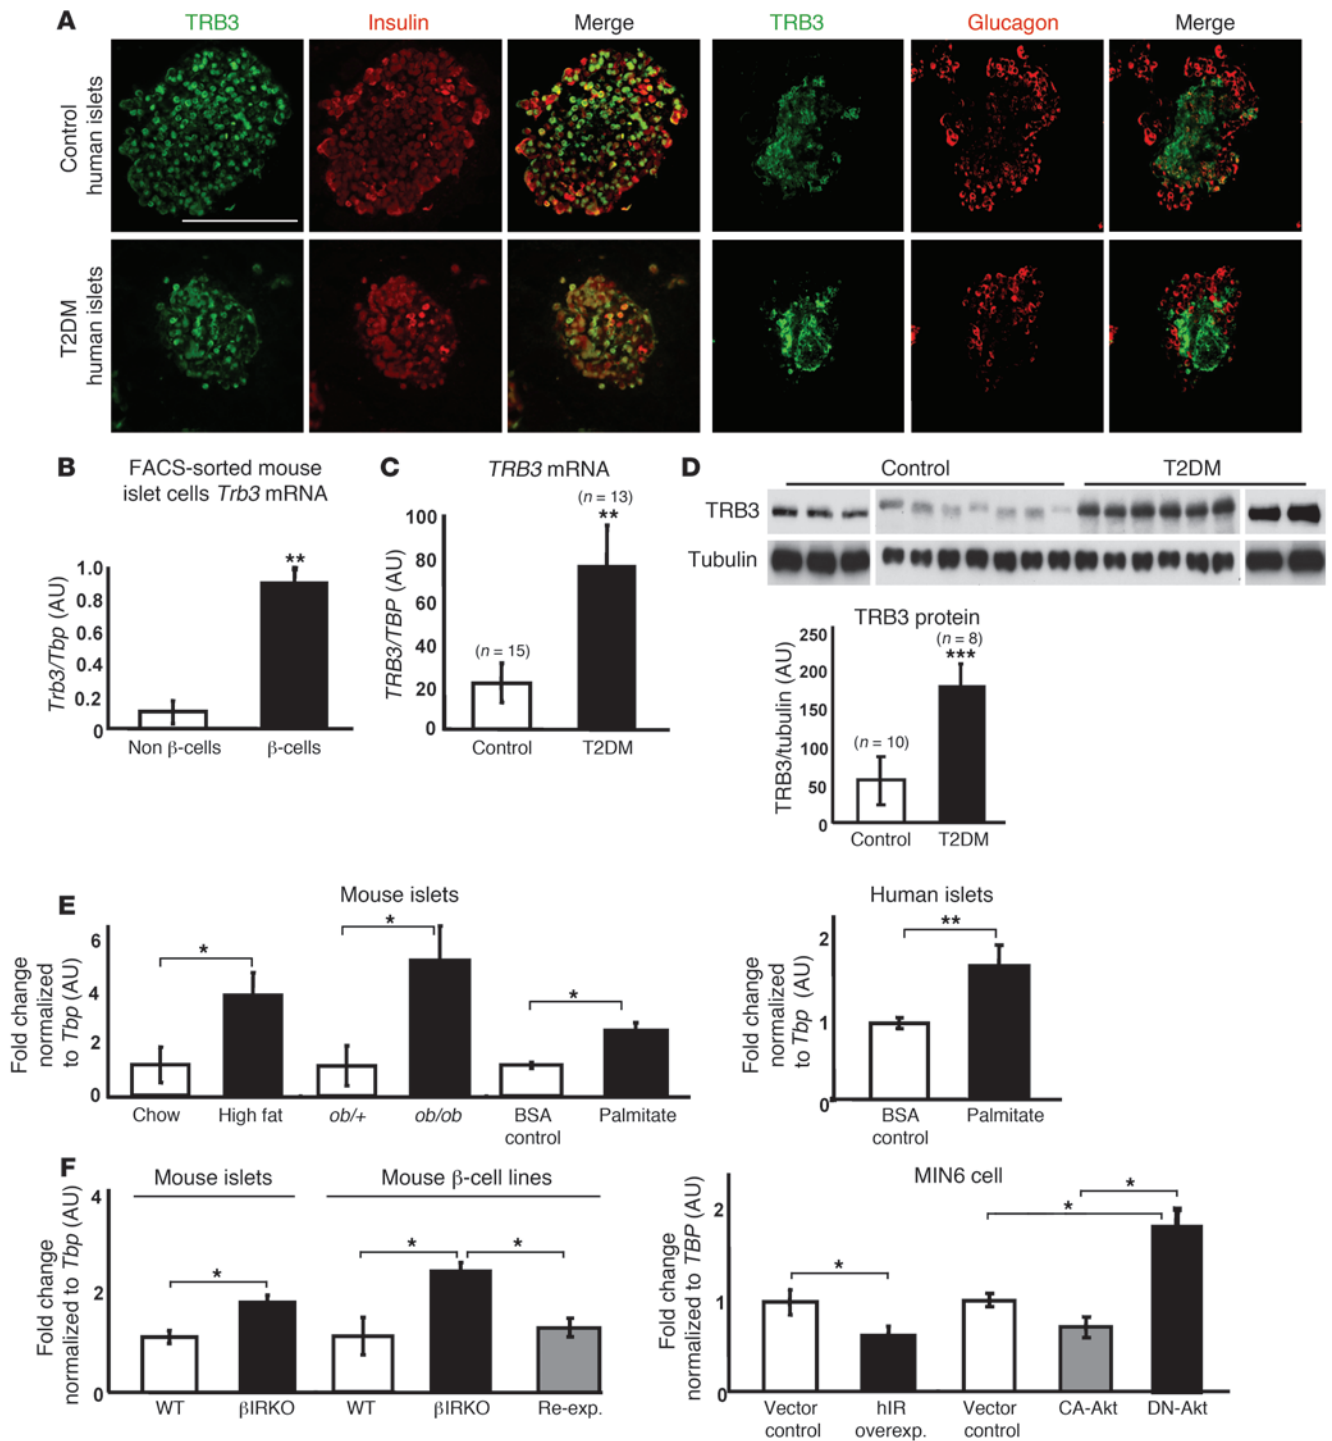 A
TRB3 Insulin Merge TRB3 Glucagon Merge
Control
human islets
T2DM
human islets
B
FACS-sorted mouse
islet cells Trb3 mRNA
**
1.0
0.8
0.6
0.4
0.2
0
Trb3/Tbp (AU)
Non β-cells β-cells
C
TRB3 mRNA
(n = 13)
**
100
80
60
40
20
0
TRB3/TBP (AU)
(n = 15)
Control T2DM
D
Control T2DM
TRB3
Tubulin
TRB3 protein
(n = 8)
***
250
200
150
100
50
0
TRB3/tubulin (AU)
(n = 10)
Control T2DM
E
Mouse islets
Fold change
normalized
to Tbp (AU)
6
4
2
0
* * *
Chow High fat ob/+ ob/ob BSA
control Palmitate
Human islets
Fold change
normalized
to Tbp (AU)
2
1
0
**
BSA
control Palmitate
F
Mouse islets Mouse β-cell lines
Fold change
normalized to Tbp (AU)
4
2
0
* * *
WT βIRKO WT βIRKO Re-exp.
MIN6 cell
Fold change
normalized to TBP (AU)
2
1
0
* * *
Vector
control
hIR
overexp.
Vector
control
CA-Akt DN-Akt